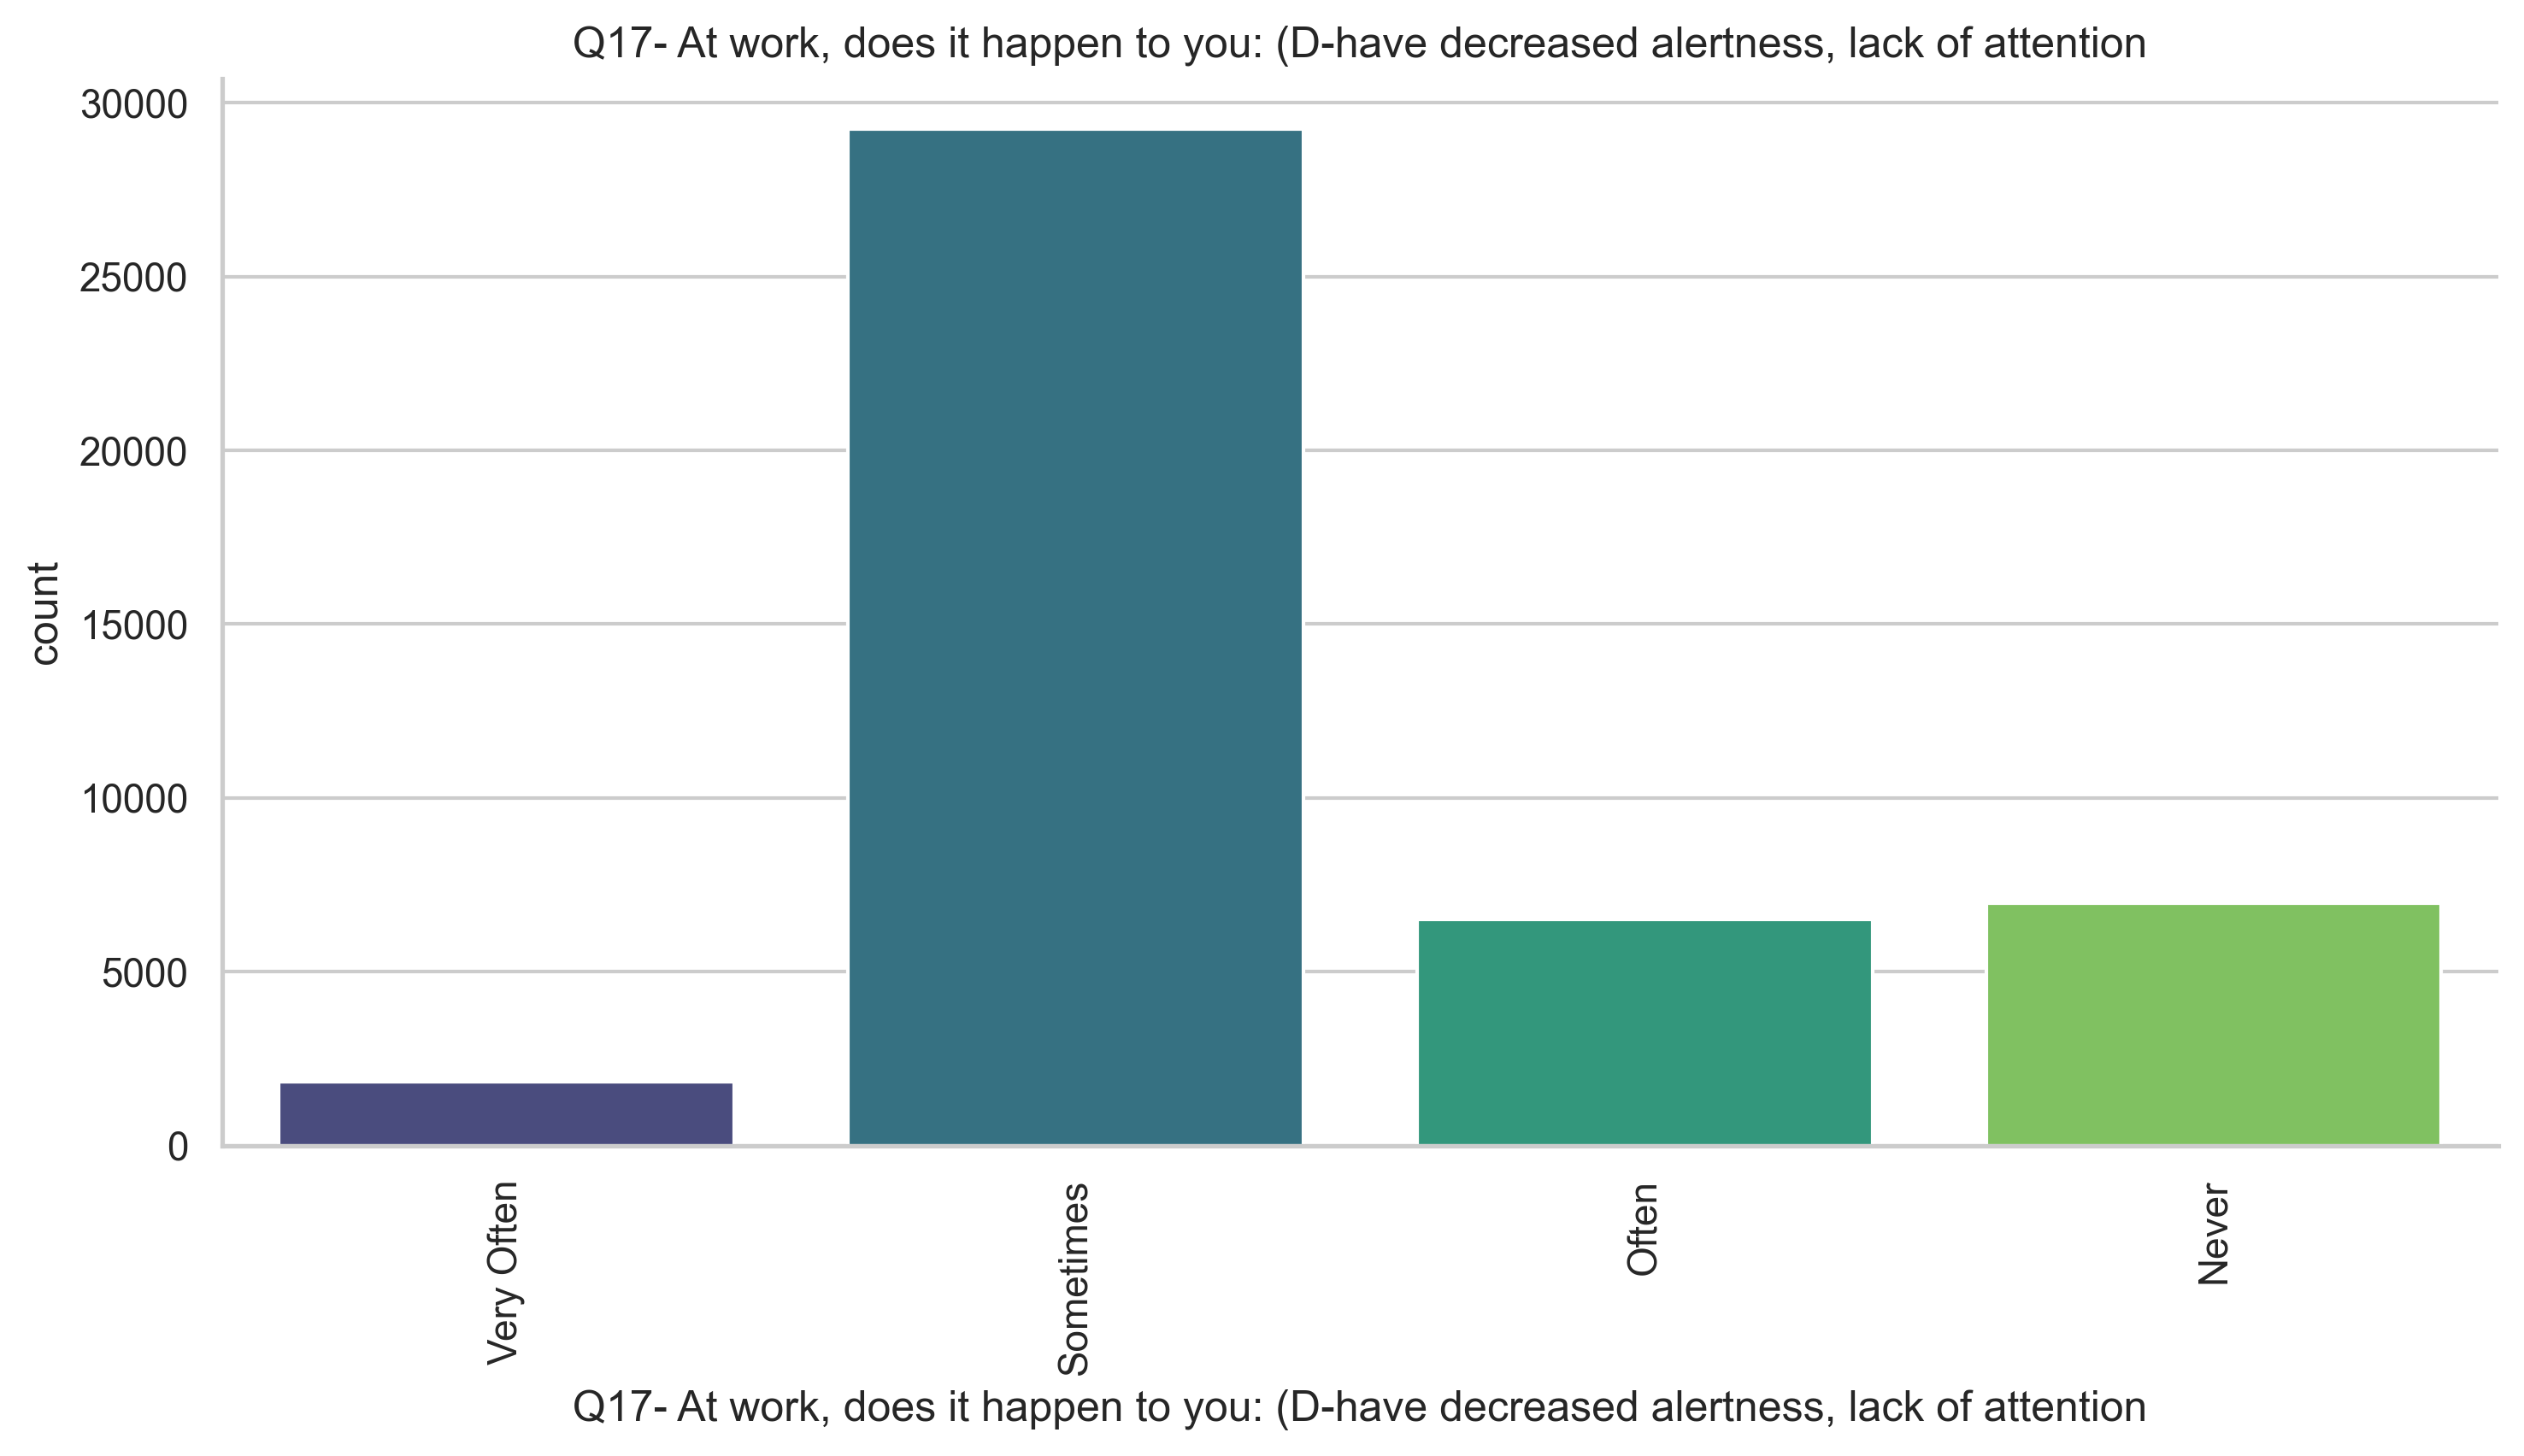 Q17- At work, does it happen to you: (D-have decreased alertness, lack of attention
30000
25000
20000
15000
10000
5000
0
count
Very Often
Sometimes
Often
Never
Q17- At work, does it happen to you: (D-have decreased alertness, lack of attention